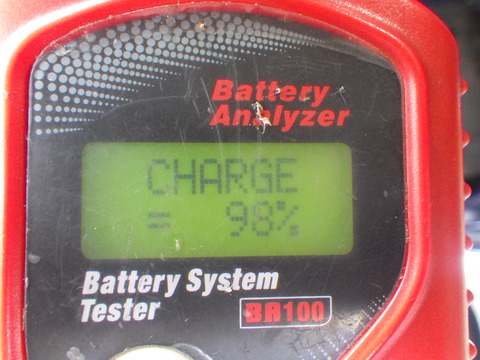 Battery
Analyzer
CHARGE
= 98%
Battery System
Tester
BA100